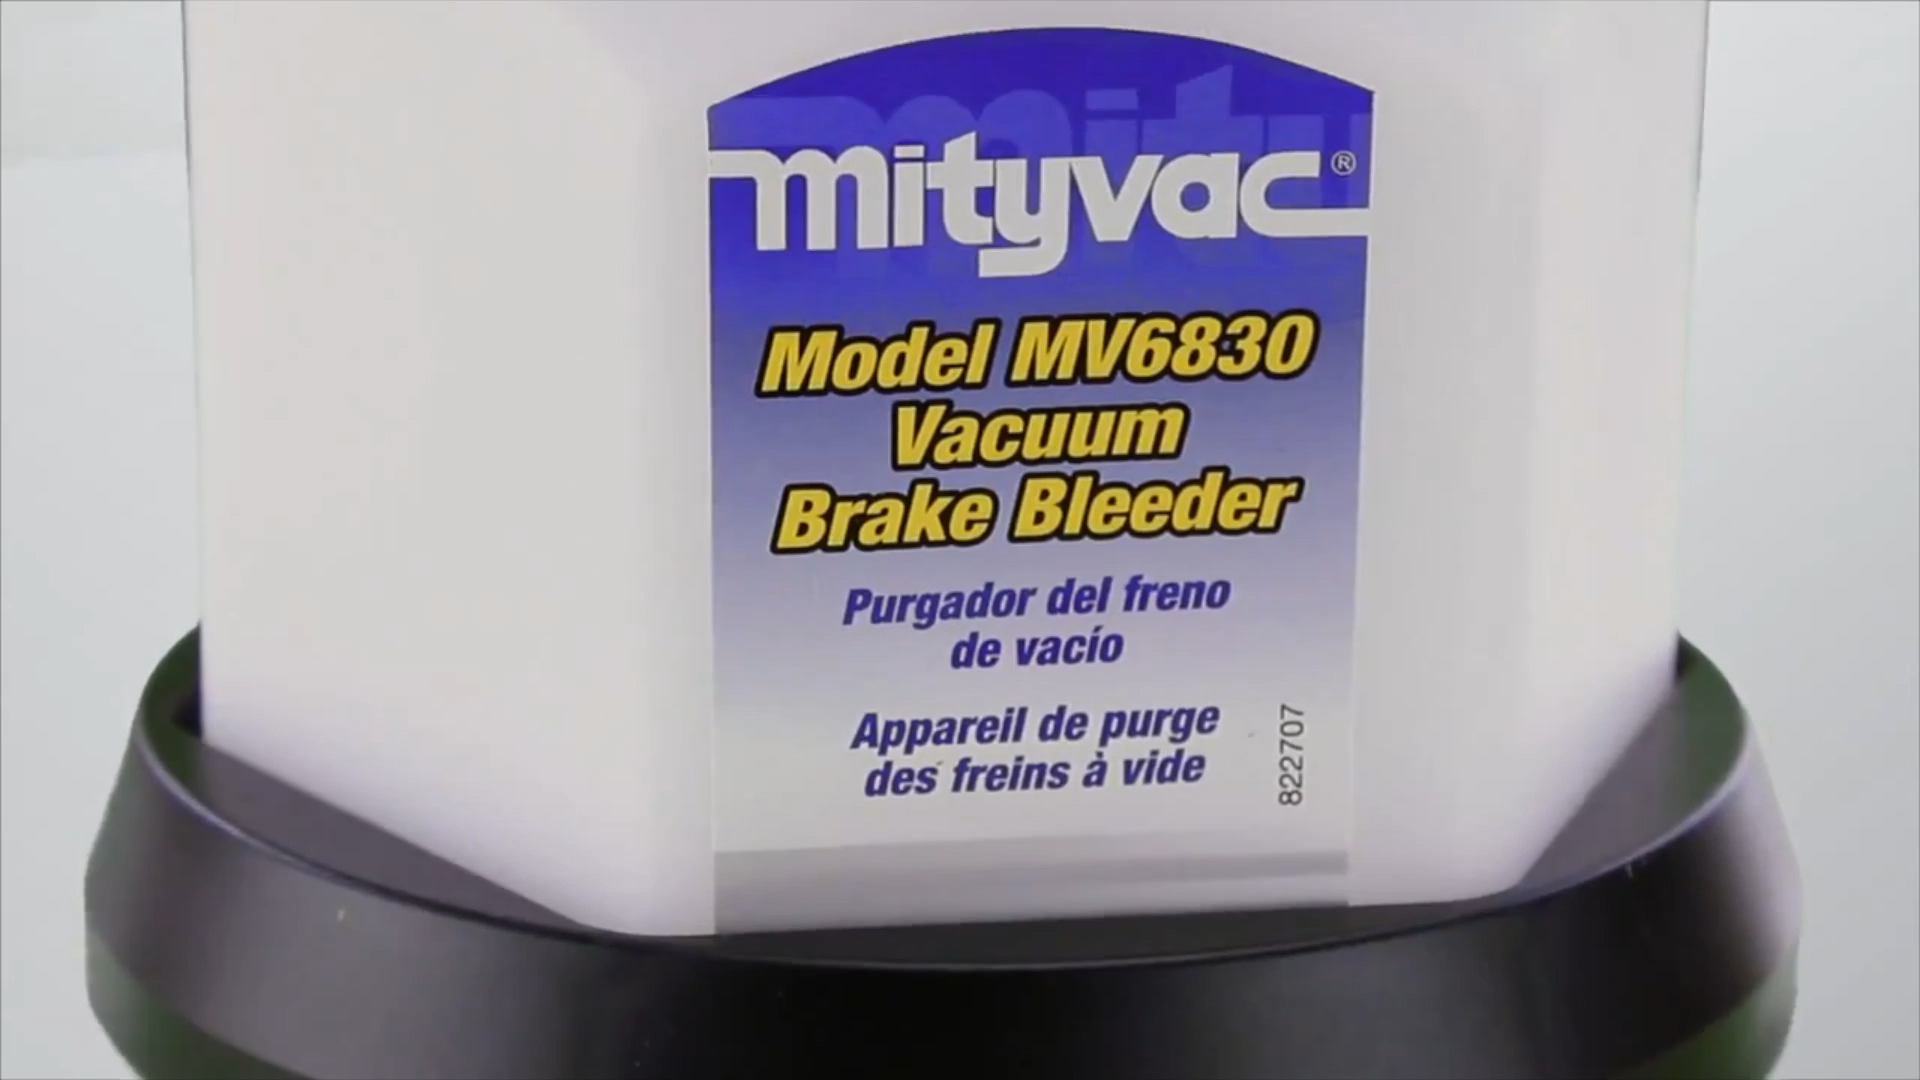 mityvac®
Model MV6830
Vacuum
Brake Bleeder
Purgador del freno
de vacío
Appareil de purge
des freins à vide
822707